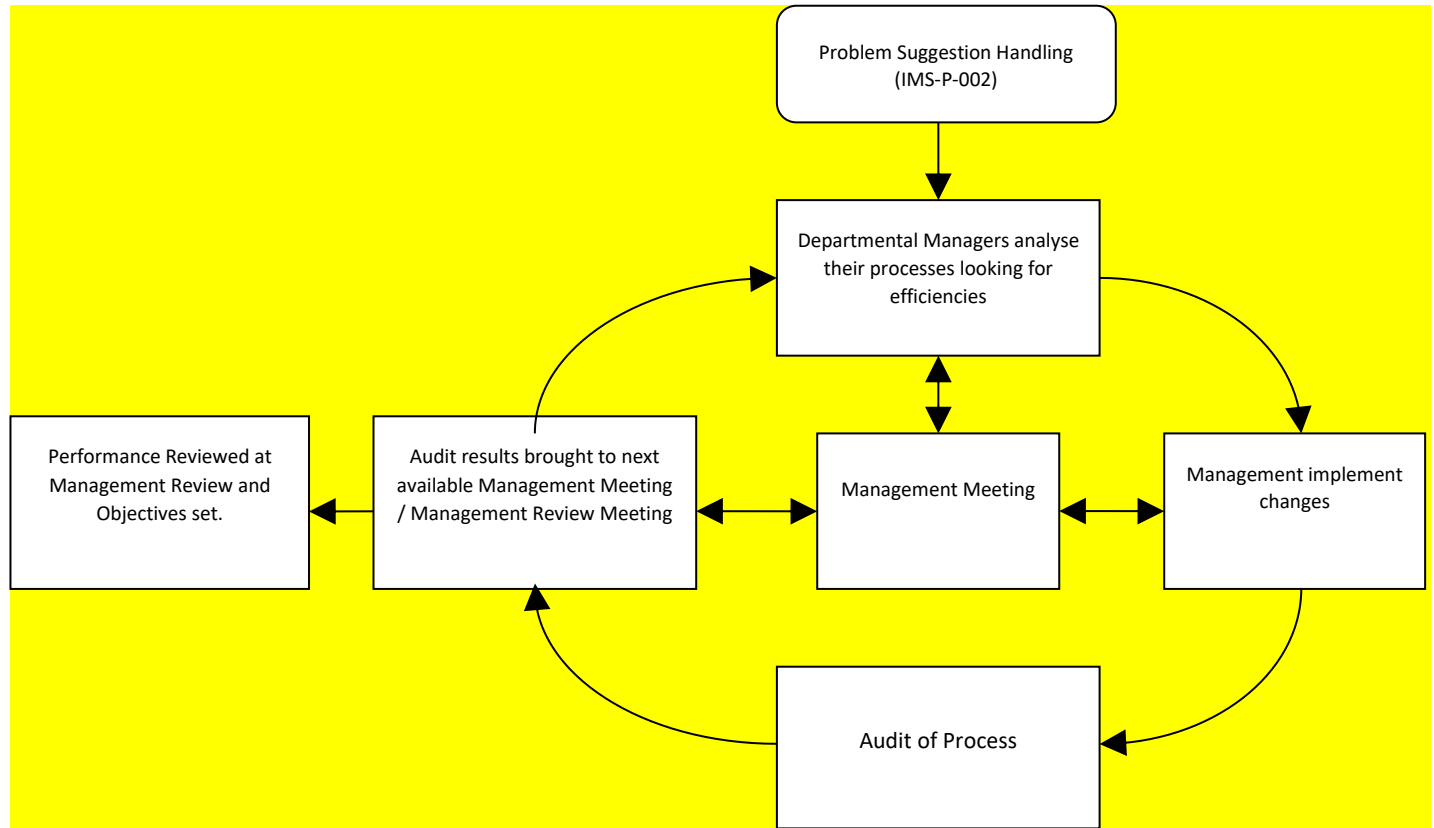 Problem Suggestion Handling
(IMS-P-002)
Departmental Managers analyse
their processes looking for
efficiencies
Performance Reviewed at
Management Review and
Objectives set.
Audit results brought to next
available Management Meeting
/ Management Review Meeting
Management Meeting
Management implement
changes
Audit of Process